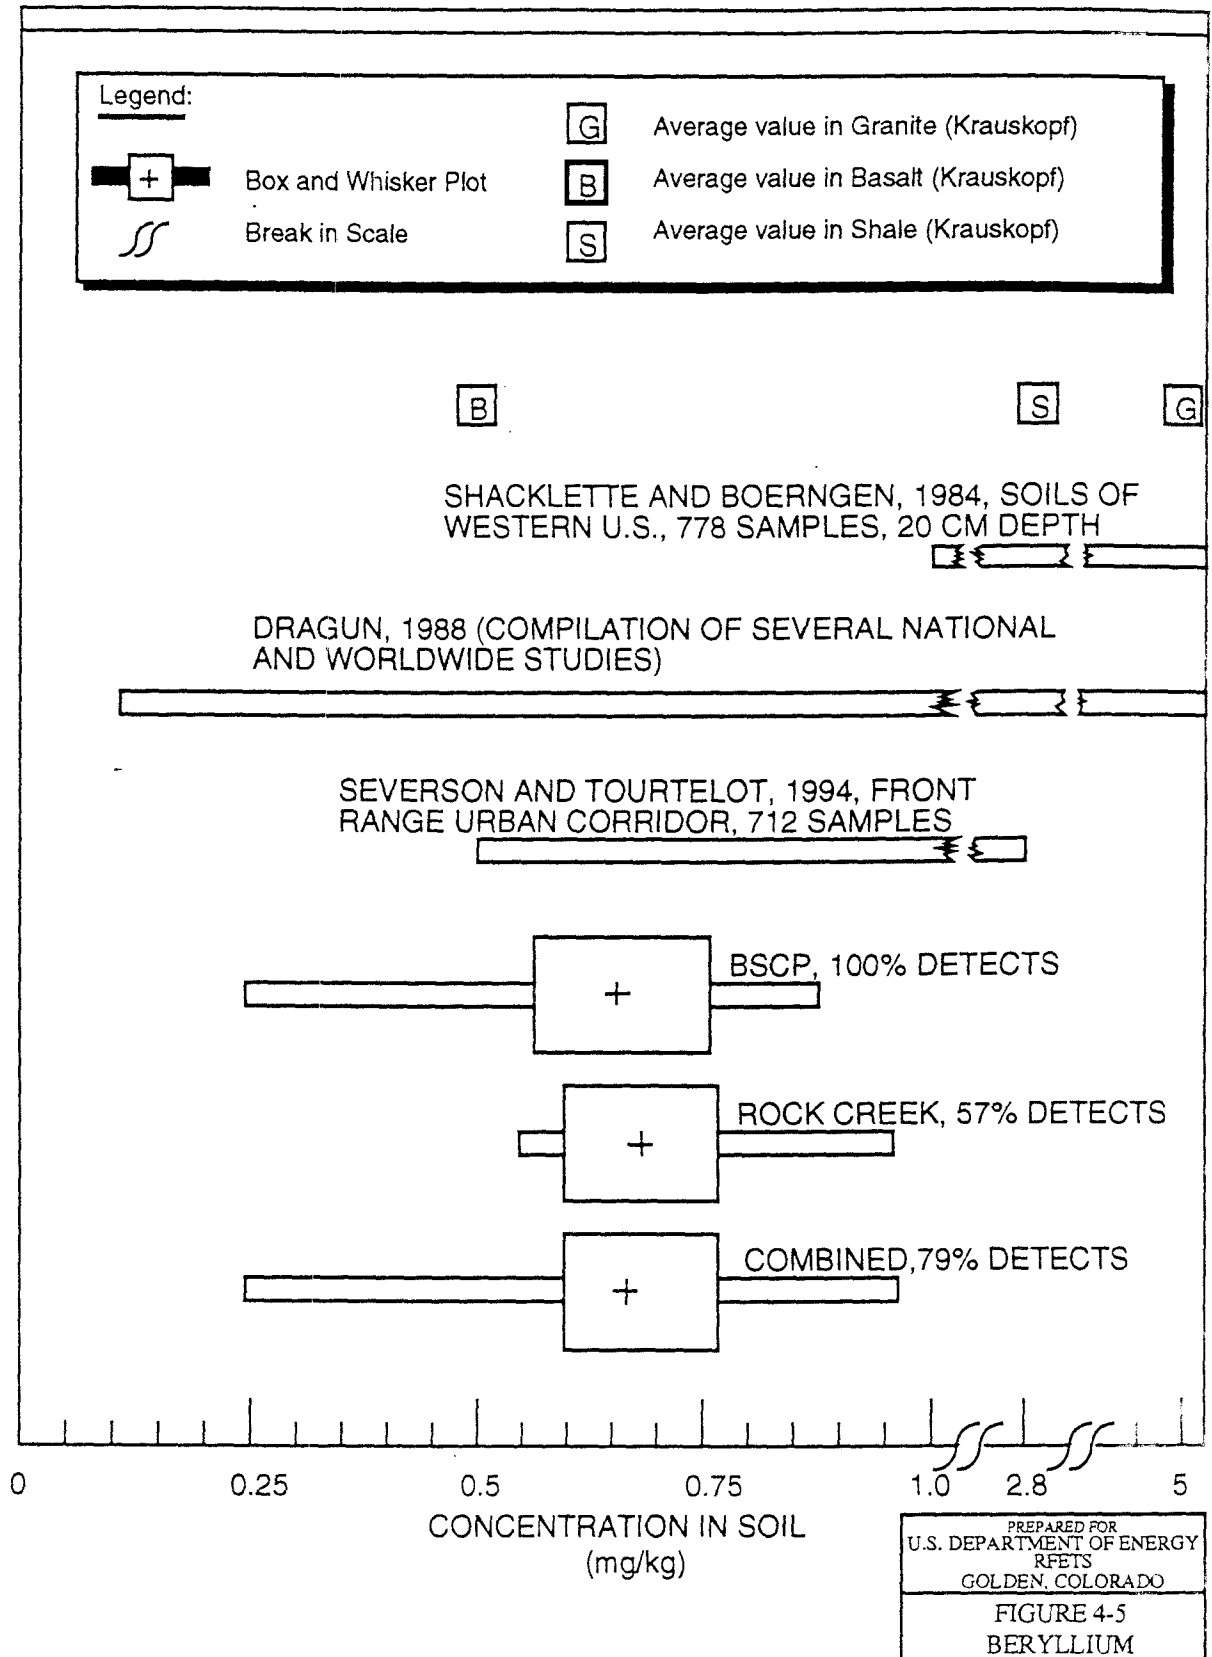 Legend:
+ Box and Whisker Plot
Break in Scale
G Average value in Granite (Krauskopf)
B Average value in Basalt (Krauskopf)
S Average value in Shale (Krauskopf)
B S G
SHACKLETTE AND BOERNGEN, 1984, SOILS OF
WESTERN U.S., 778 SAMPLES, 20 CM DEPTH
DRAGUN, 1988 (COMPILATION OF SEVERAL NATIONAL
AND WORLDWIDE STUDIES)
SEVERSON AND TOURTELOT, 1994, FRONT
RANGE URBAN CORRIDOR, 712 SAMPLES
BSCP, 100% DETECTS
+
ROCK CREEK, 57% DETECTS
+
COMBINED,79% DETECTS
+
0 0.25 0.5 0.75 1.0 2.8 5
CONCENTRATION IN SOIL
(mg/kg)
PREPARED FOR
U.S. DEPARTMENT OF ENERGY
RFETS
GOLDEN, COLORADO
FIGURE 4-5
BERYLLIUM